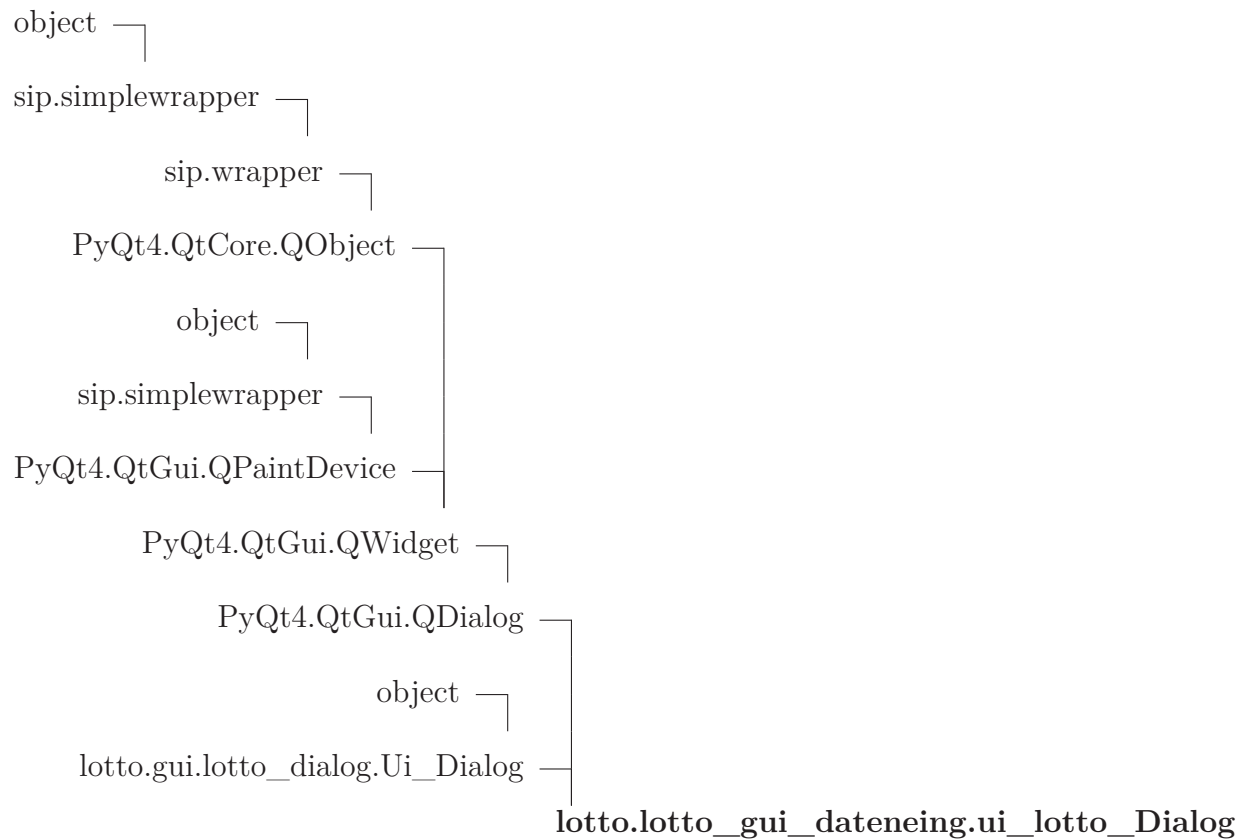 object
sip.simplewrapper
sip.wrapper
PyQt4.QtCore.QObject
object
sip.simplewrapper
PyQt4.QtGui.QPaintDevice
PyQt4.QtGui.QWidget
PyQt4.QtGui.QDialog
object
lotto.gui.lotto_dialog.Ui_Dialog
lotto.lotto_gui_dateneing.ui_lotto_Dialog